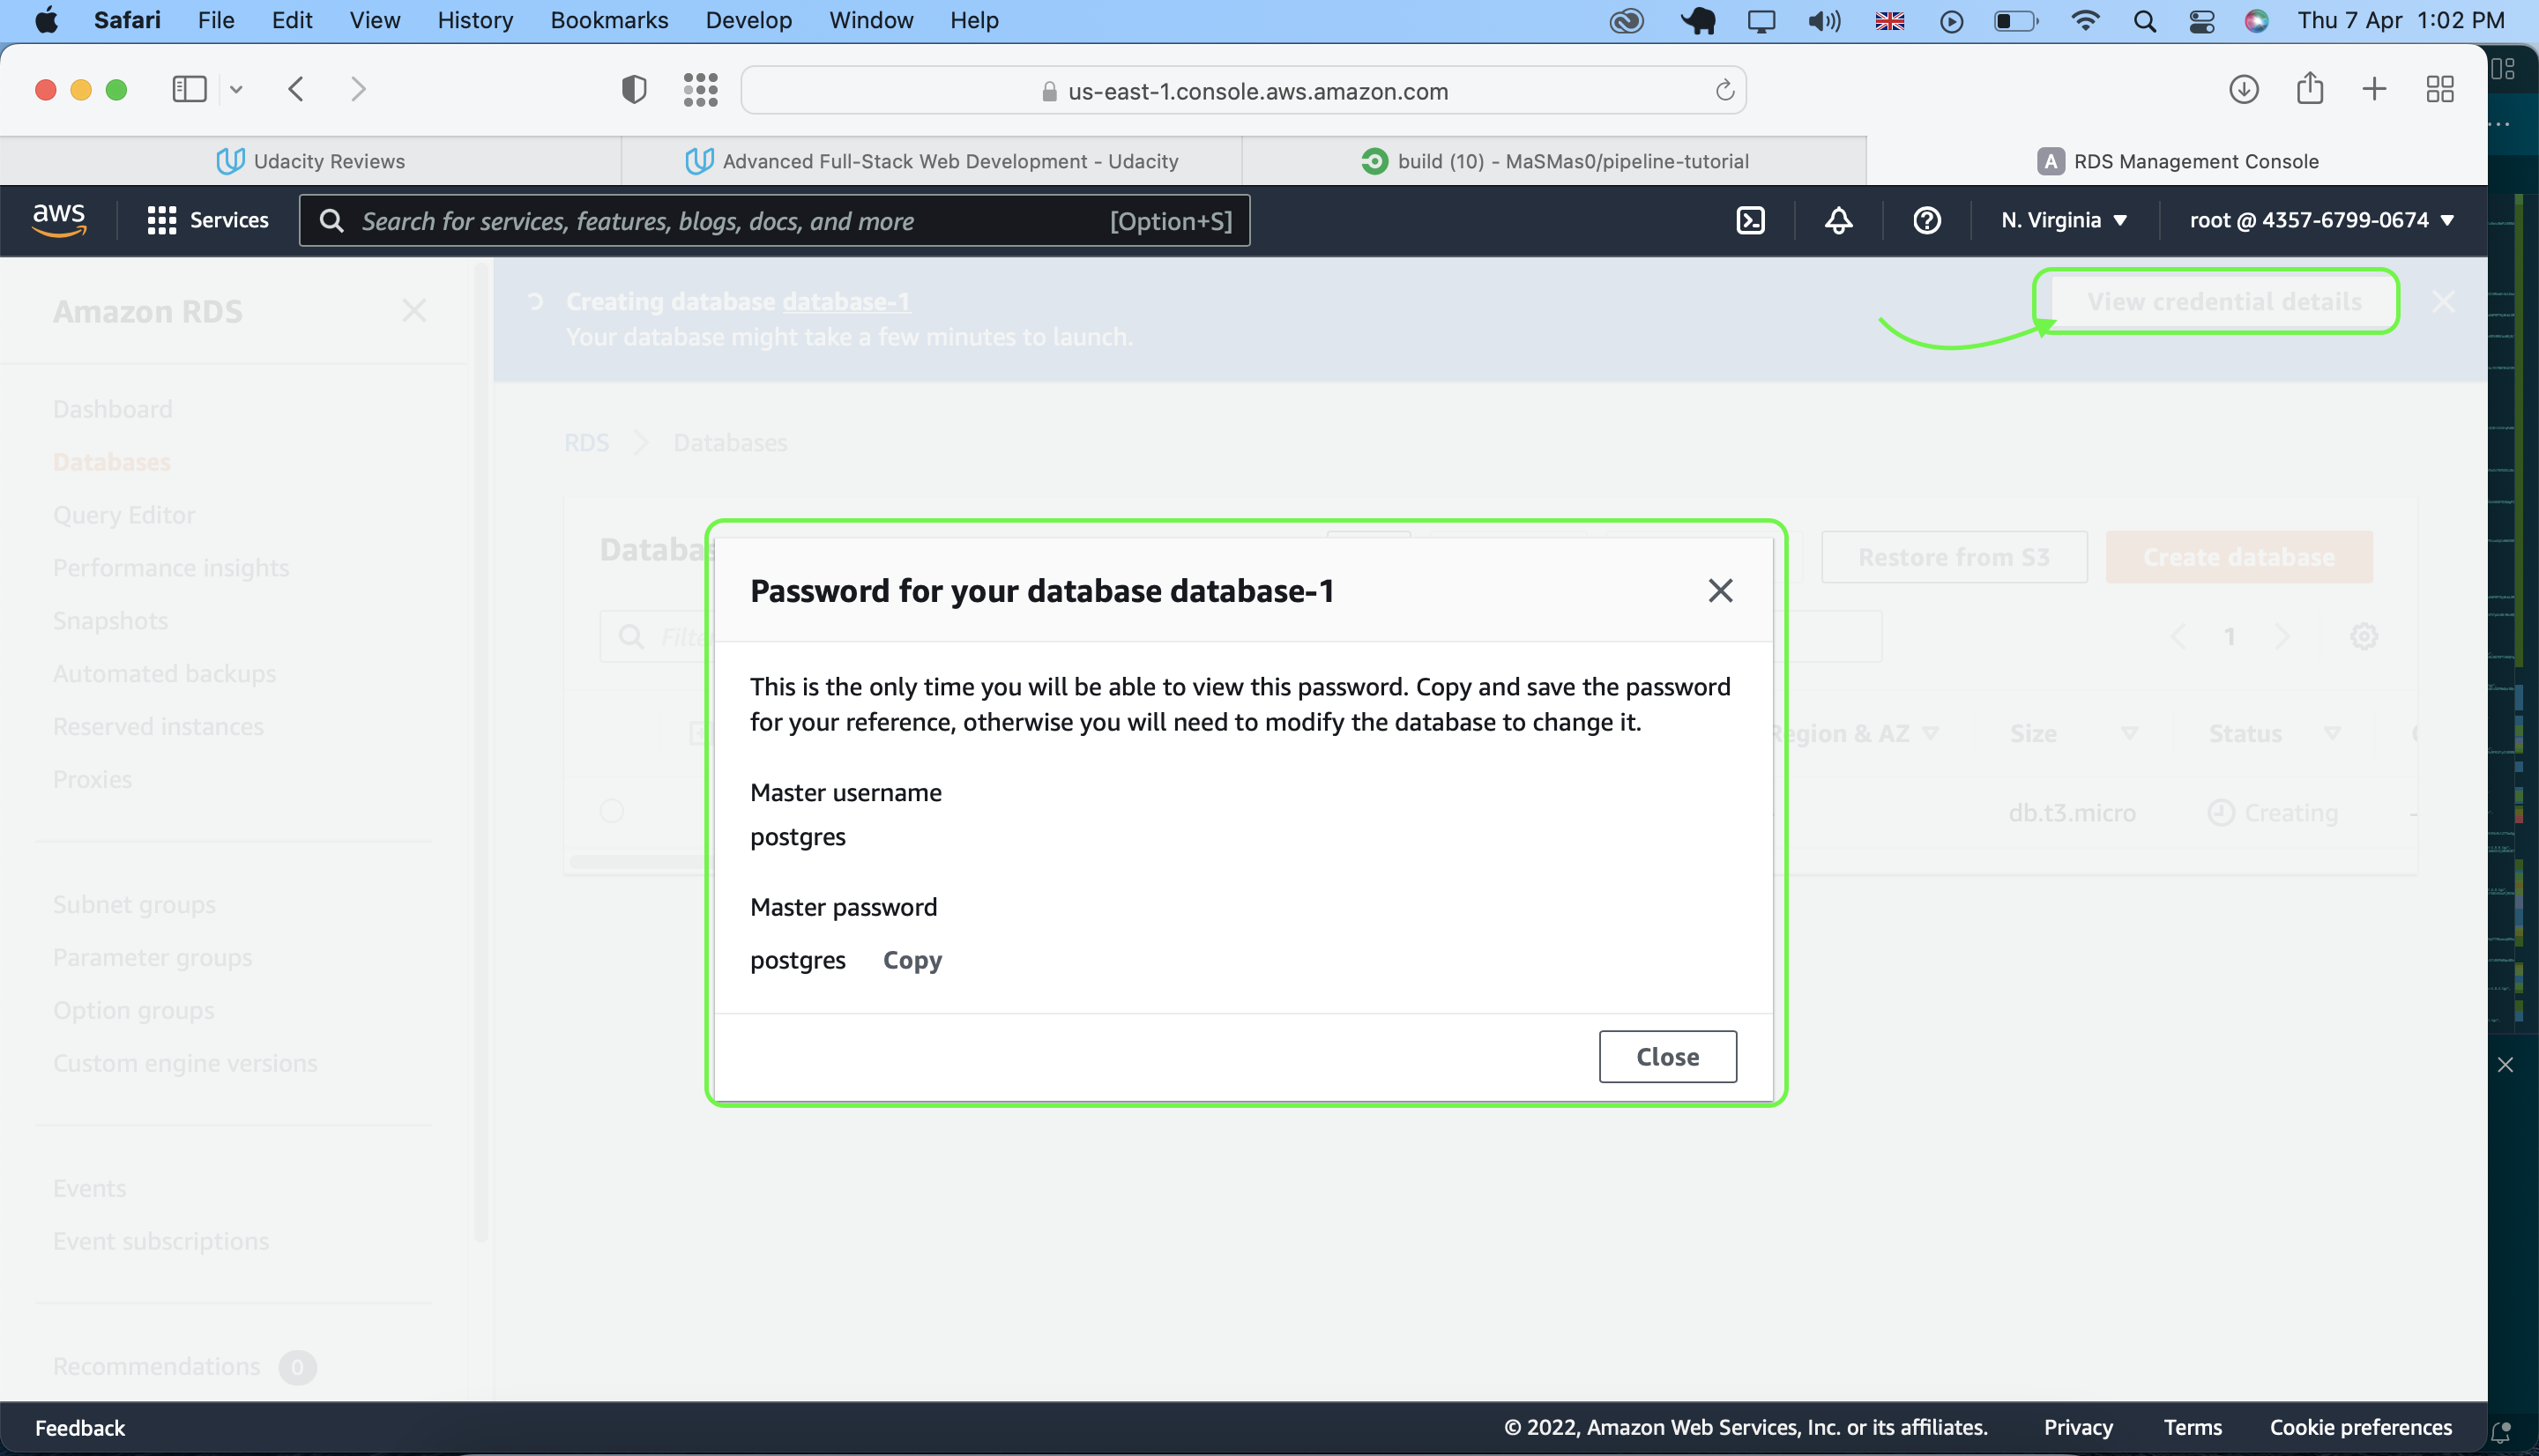 Safari File Edit View History Bookmarks Develop Window Help Thu 7 Apr 1:02 PM
us-east-1.console.aws.amazon.com
Udacity Reviews
Advanced Full-Stack Web Development - Udacity
build (10) - MaSMas0/pipeline-tutorial
A RDS Management Console
aws Services Search for services, features, blogs, docs, and more [Option+S] N. Virginia root @ 4357-6799-0674
Amazon RDS
Dashboard
Databases
Query Editor
Performance insights
Snapshots
Automated backups
Reserved instances
Proxies
Subnet groups
Parameter groups
Option groups
Custom engine versions
Events
Event subscriptions
Recommendations 0
Creating database database-1
Your database might take a few minutes to launch.
View credential details
RDS Databases
Restore from S3 Create database
1
Region & AZ Size Status
db.t3.micro Creating
Password for your database database-1
This is the only time you will be able to view this password. Copy and save the password
for your reference, otherwise you will need to modify the database to change it.
Master username
postgres
Master password
postgres Copy
Close
Feedback © 2022, Amazon Web Services, Inc. or its affiliates. Privacy Terms Cookie preferences